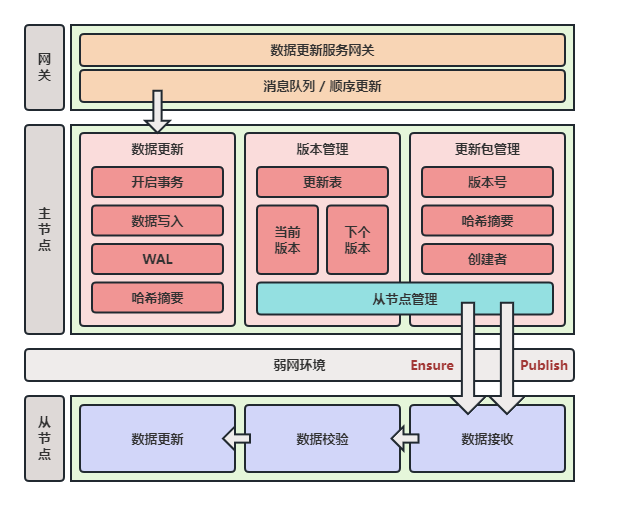 网
关
数据更新服务网关
消息队列 / 顺序更新
主
节
点
数据更新
开启事务
数据写入
WAL
哈希摘要
版本管理
更新表
当前
版本
下个
版本
更新包管理
版本号
哈希摘要
创建者
从节点管理
弱网环境
Ensure
Publish
从
节
点
数据更新
数据校验
数据接收